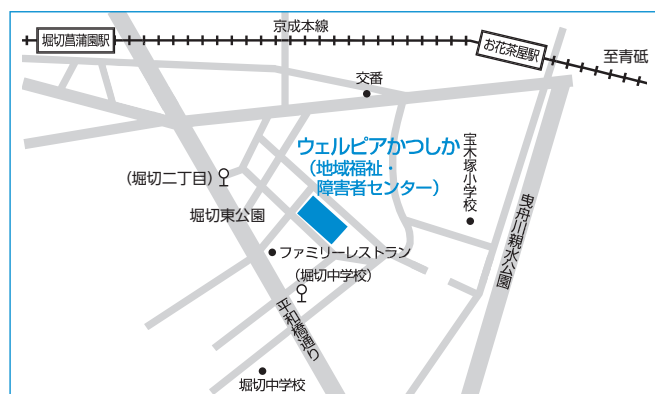 京成本線
堀切菖蒲園駅
お花茶屋駅
至青砥
交番
ウェルピアかつしか
(地域福祉・
障害者センター)
宝木塚小学校
(堀切二丁目)
堀切東公園
曳舟川親水公園
ファミリーレストラン
(堀切中学校)
平和橋通り
堀切中学校